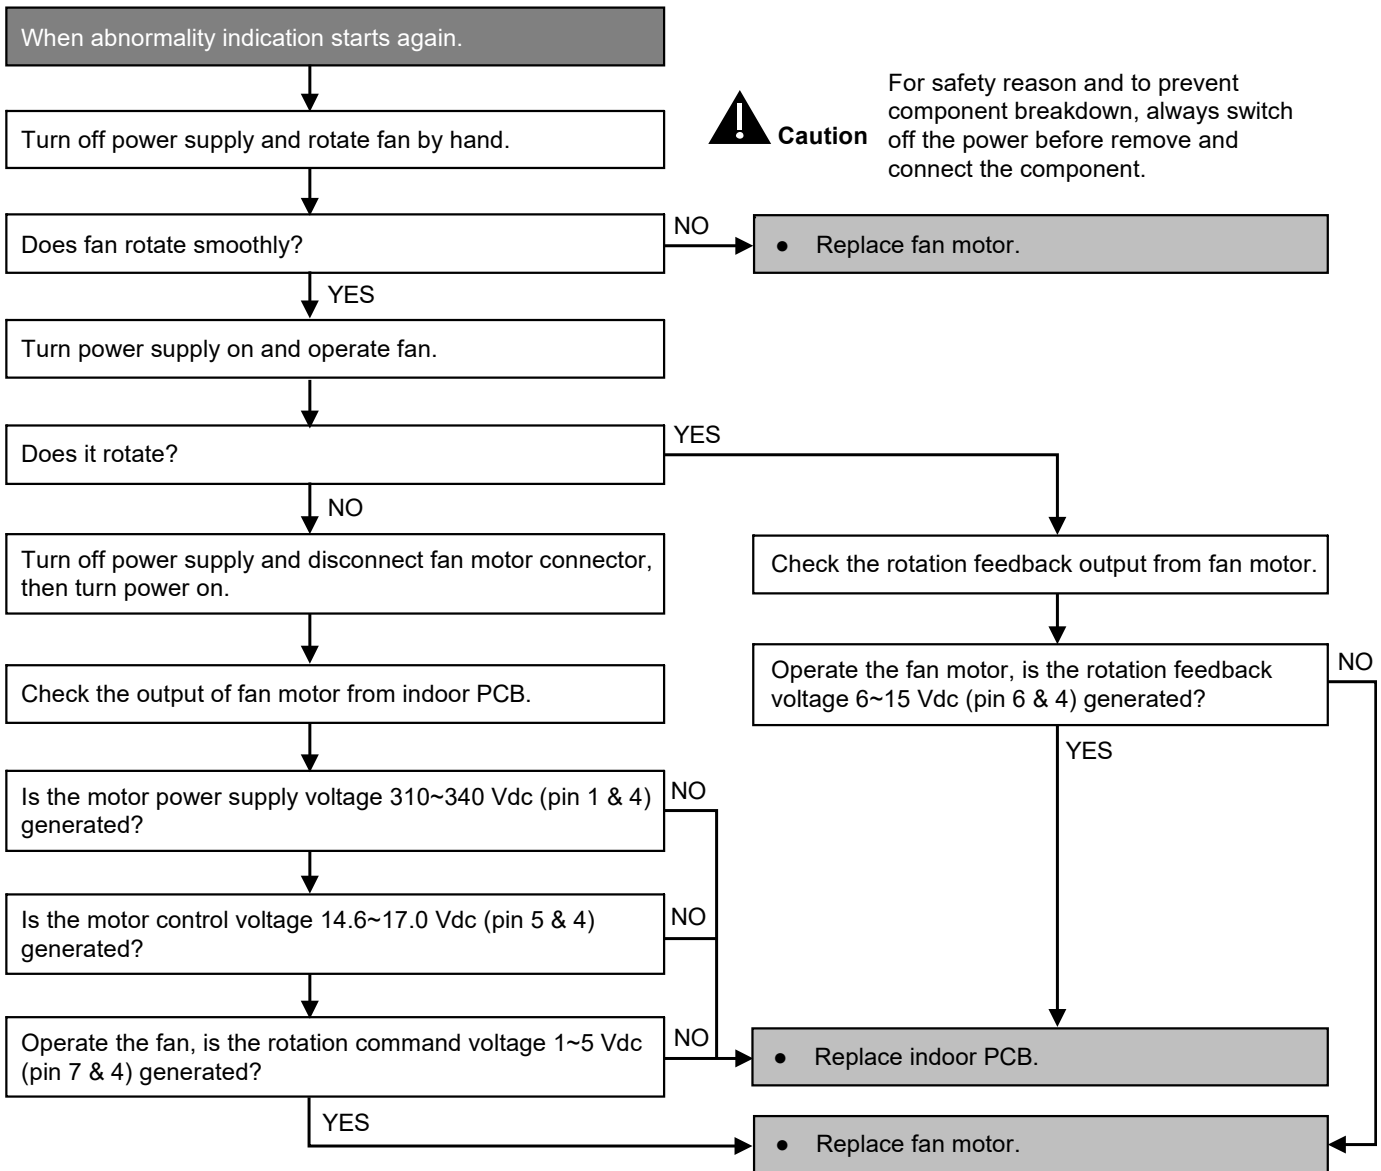 When abnormality indication starts again.
Turn off power supply and rotate fan by hand.
Caution
For safety reason and to prevent
component breakdown, always switch
off the power before remove and
connect the component.
Does fan rotate smoothly?
NO
● Replace fan motor.
YES
Turn power supply on and operate fan.
Does it rotate?
YES
NO
Turn off power supply and disconnect fan motor connector,
then turn power on.
Check the rotation feedback output from fan motor.
Check the output of fan motor from indoor PCB.
Operate the fan motor, is the rotation feedback
voltage 6~15 Vdc (pin 6 & 4) generated?
NO
YES
Is the motor power supply voltage 310~340 Vdc (pin 1 & 4)
generated?
NO
Is the motor control voltage 14.6~17.0 Vdc (pin 5 & 4)
generated?
NO
Operate the fan, is the rotation command voltage 1~5 Vdc
(pin 7 & 4) generated?
NO
● Replace indoor PCB.
YES
● Replace fan motor.